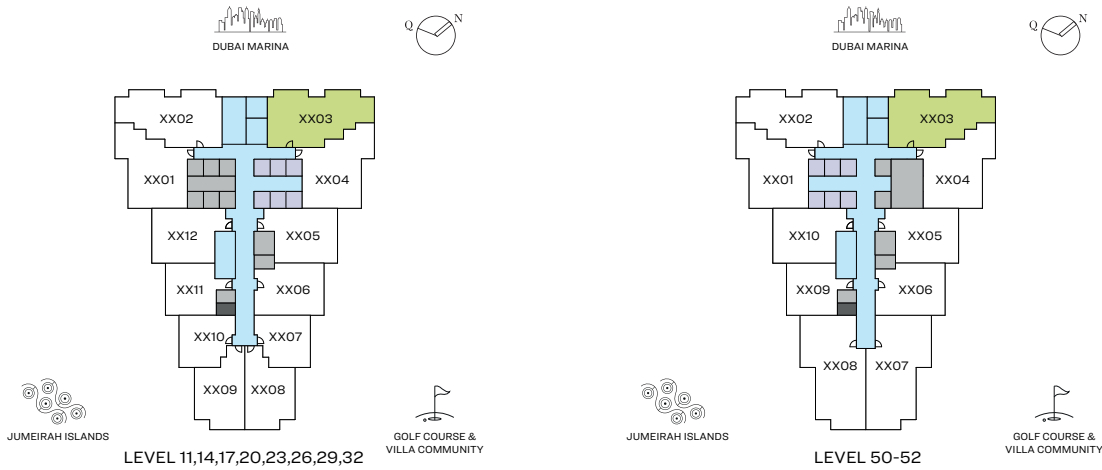 DUBAI MARINA
Q N
XX02
XX03
XX01
XX04
XX12
XX05
XX11
XX06
XX10
XX07
XX09
XX08
JUMEIRAH ISLANDS
GOLF COURSE &
VILLA COMMUNITY
LEVEL 11,14,17,20,23,26,29,32
DUBAI MARINA
Q N
XX02
XX03
XX01
XX04
XX10
XX05
XX09
XX06
XX08
XX07
JUMEIRAH ISLANDS
GOLF COURSE &
VILLA COMMUNITY
LEVEL 50-52